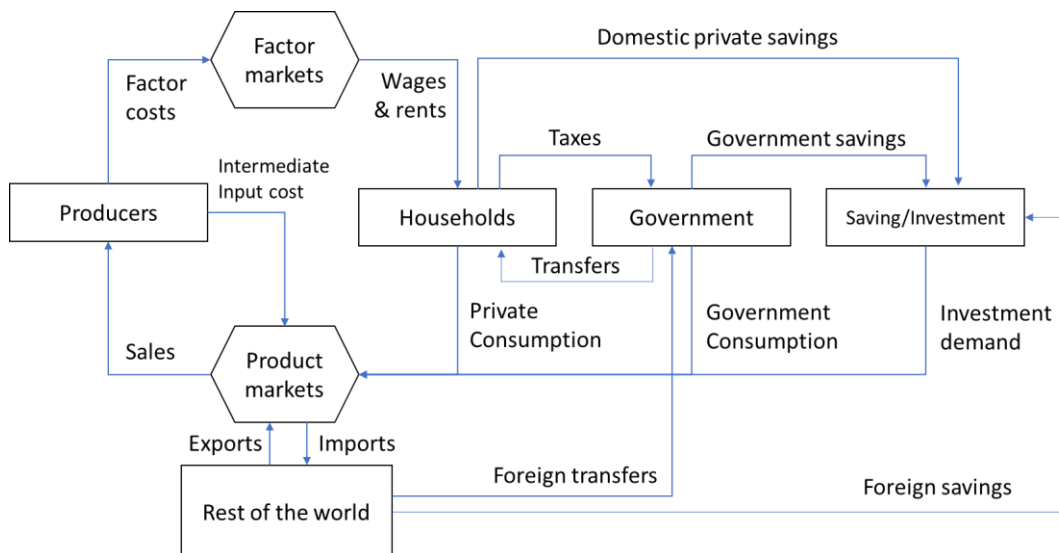 Factor
markets
Domestic private savings
Factor
costs
Wages
& rents
Taxes
Government savings
Intermediate
Input cost
Producers
Households
Government
Saving/Investment
Transfers
Private
Consumption
Government
Consumption
Investment
demand
Sales
Product
markets
Exports
Imports
Foreign transfers
Foreign savings
Rest of the world